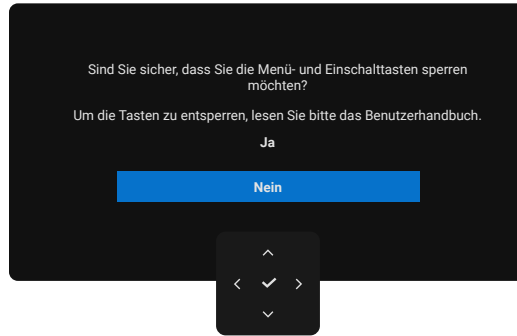 Sind Sie sicher, dass Sie die Menü- und Einschalttasten sperren
möchten?
Um die Tasten zu entsperren, lesen Sie bitte das Benutzerhandbuch.
Ja
Nein